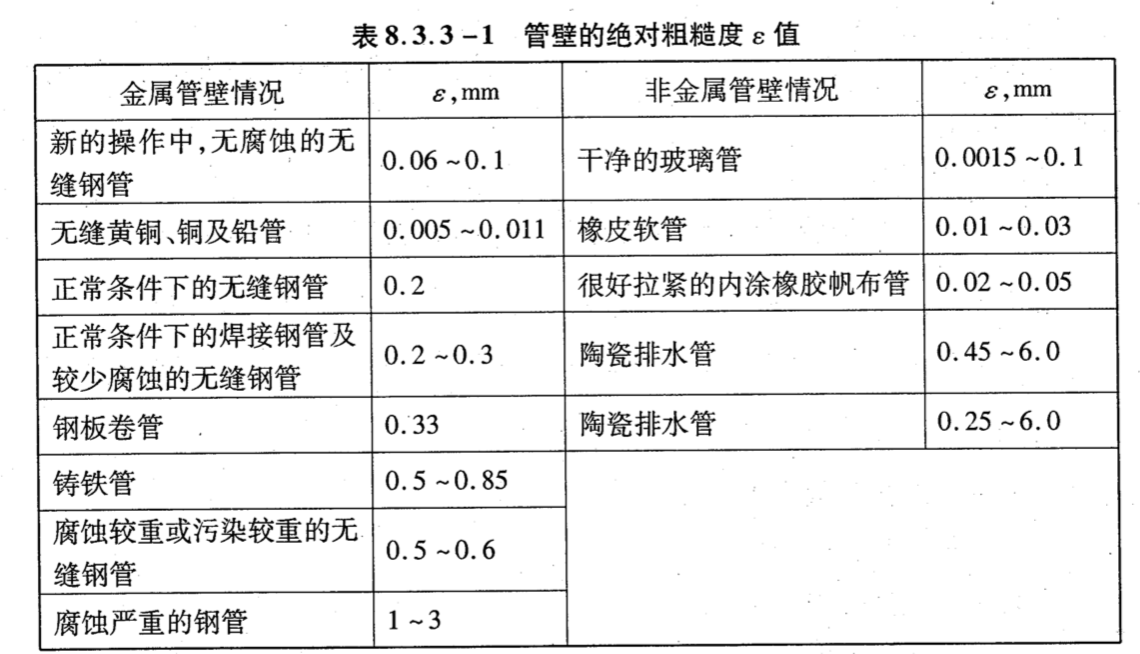 表8.3.3-1 管壁的绝对粗糙度 ε 值
金属管壁情况 ε,mm 非金属管壁情况 ε,mm
新的操作中,无腐蚀的无
缝钢管 0.06~0.1 干净的玻璃管 0.0015~0.1
无缝黄铜、铜及铅管 0.005~0.011 橡皮软管 0.01~0.03
正常条件下的无缝钢管 0.2 很好拉紧的内涂橡胶帆布管 0.02~0.05
正常条件下的焊接钢管及
较少腐蚀的无缝钢管 0.2~0.3 陶瓷排水管 0.45~6.0
钢板卷管 0.33 陶瓷排水管 0.25~6.0
铸铁管 0.5~0.85
腐蚀较重或污染较重的无
缝钢管 0.5~0.6
腐蚀严重的钢管 1~3